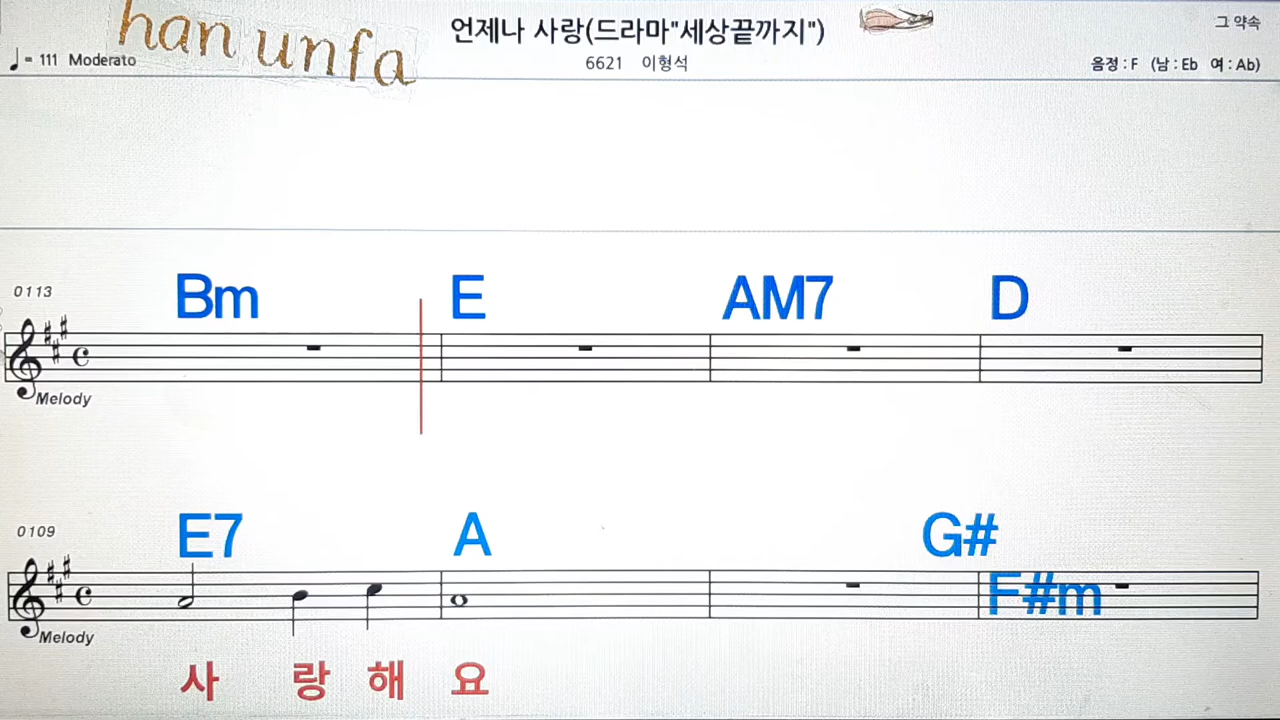 han unfa
언제나 사랑(드라마"세상끝까지")
그 약속
♩= 111 Moderato
6621 이형석
음정 : F (남 : Eb 여 : Ab)
0113
Bm E AM7 D
Melody
0109
E7 A G#
F#m
Melody
사 랑 해 요